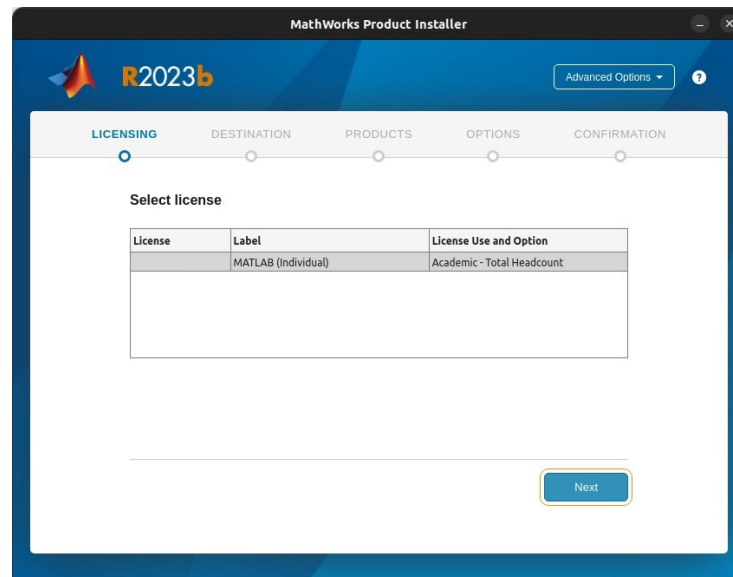 MathWorks Product Installer
R2023b
Advanced Options
?
LICENSING DESTINATION PRODUCTS OPTIONS CONFIRMATION
Select license
License Label License Use and Option
MATLAB (Individual) Academic - Total Headcount
Next